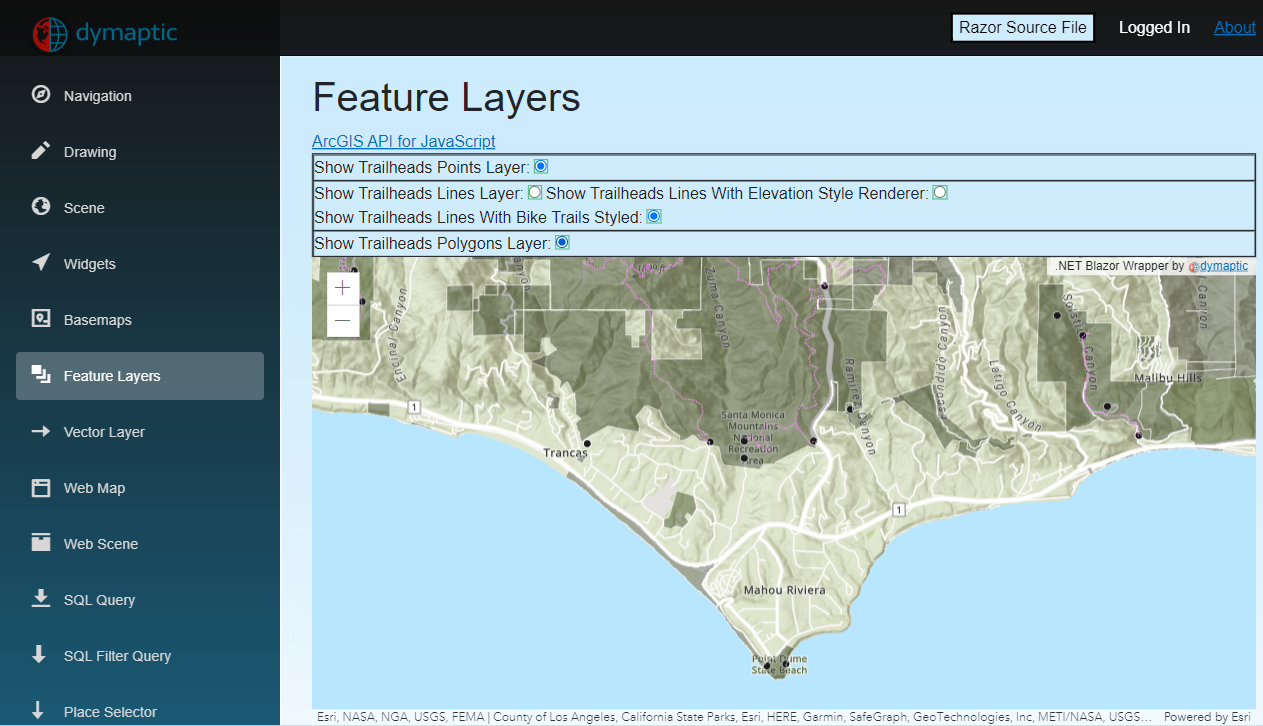 dymaptic
Razor Source File
Logged In
About
Navigation
Drawing
Scene
Widgets
Basemaps
Feature Layers
Vector Layer
Web Map
Web Scene
SQL Query
SQL Filter Query
Place Selector
Feature Layers
ArcGIS API for JavaScript
Show Trailheads Points Layer:
Show Trailheads Lines Layer: Show Trailheads Lines With Elevation Style Renderer:
Show Trailheads Lines With Bike Trails Styled:
Show Trailheads Polygons Layer:
.NET Blazor Wrapper by dymaptic
+
−
Canyon
Encinal Canyon
Zuma Canyon
Ramirez Canyon
Escondido Canyon
Latigo Canyon
Solstice Canyon
Canyon
Malibu Hills
1
Santa Monica
Mountains
National
Recreation
Area
Trancas
1
Mahou Riviera
Point Dume
State Beach
Esri, NASA, NGA, USGS, FEMA | County of Los Angeles, California State Parks, Esri, HERE, Garmin, SafeGraph, GeoTechnologies, Inc, METI/NASA, USGS... Powered by Esri